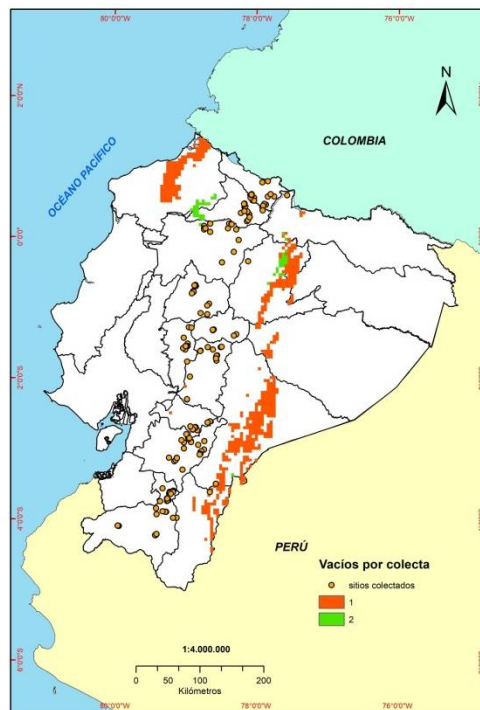 80°0'0"W
78°0'0"W
76°0'0"W
N
2°0'0"N
COLOMBIA
OCÉANO PACÍFICO
0°0'0"
2°0'0"S
4°0'0"S
PERÚ
Vacíos por colecta
sitios colectados
1
2
1:4.000.000
0 50 100 200
Kilómetros
6°0'0"S
80°0'0"W
78°0'0"W
76°0'0"W